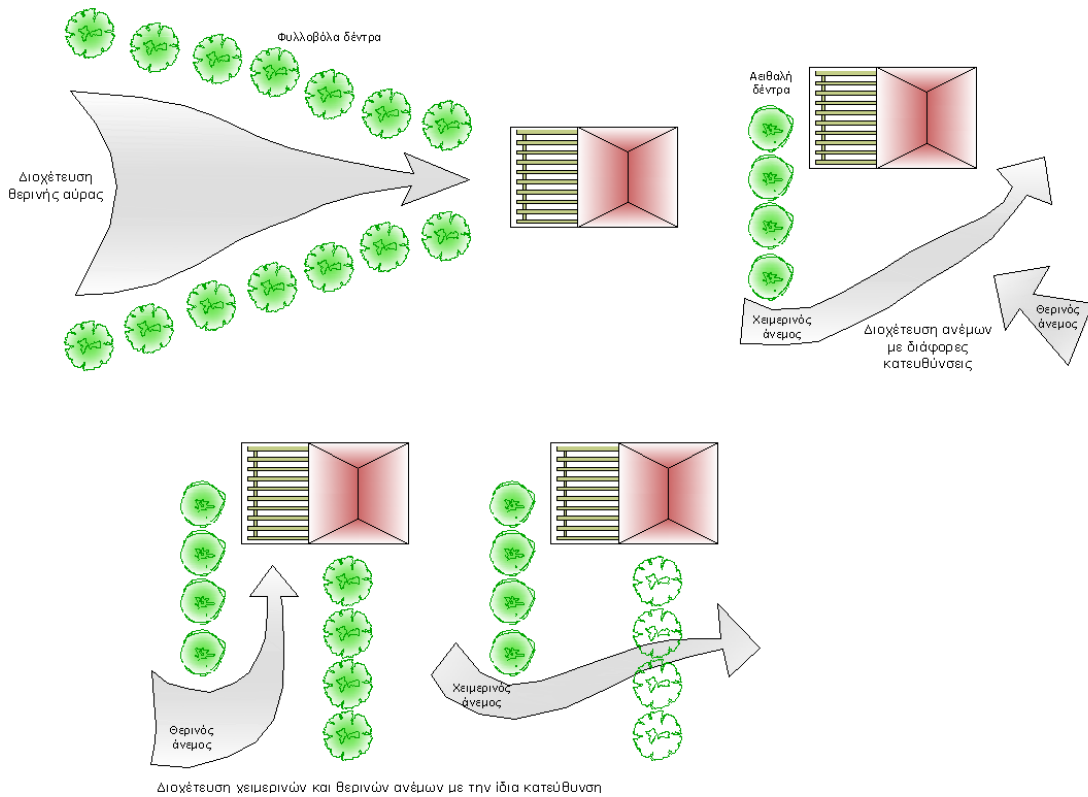 Φυλλοβόλα δέντρα
Διοχέτευση
θερινής αύρας
Αειθαλή
δέντρα
Χειμερινός
άνεμος
Διοχέτευση ανέμων
με διάφορες
κατευθύνσεις
Θερινός
άνεμος
Θερινός
άνεμος
Χειμερινός
άνεμος
Διοχέτευση χειμερινών και θερινών ανέμων με την ίδια κατεύθυνση